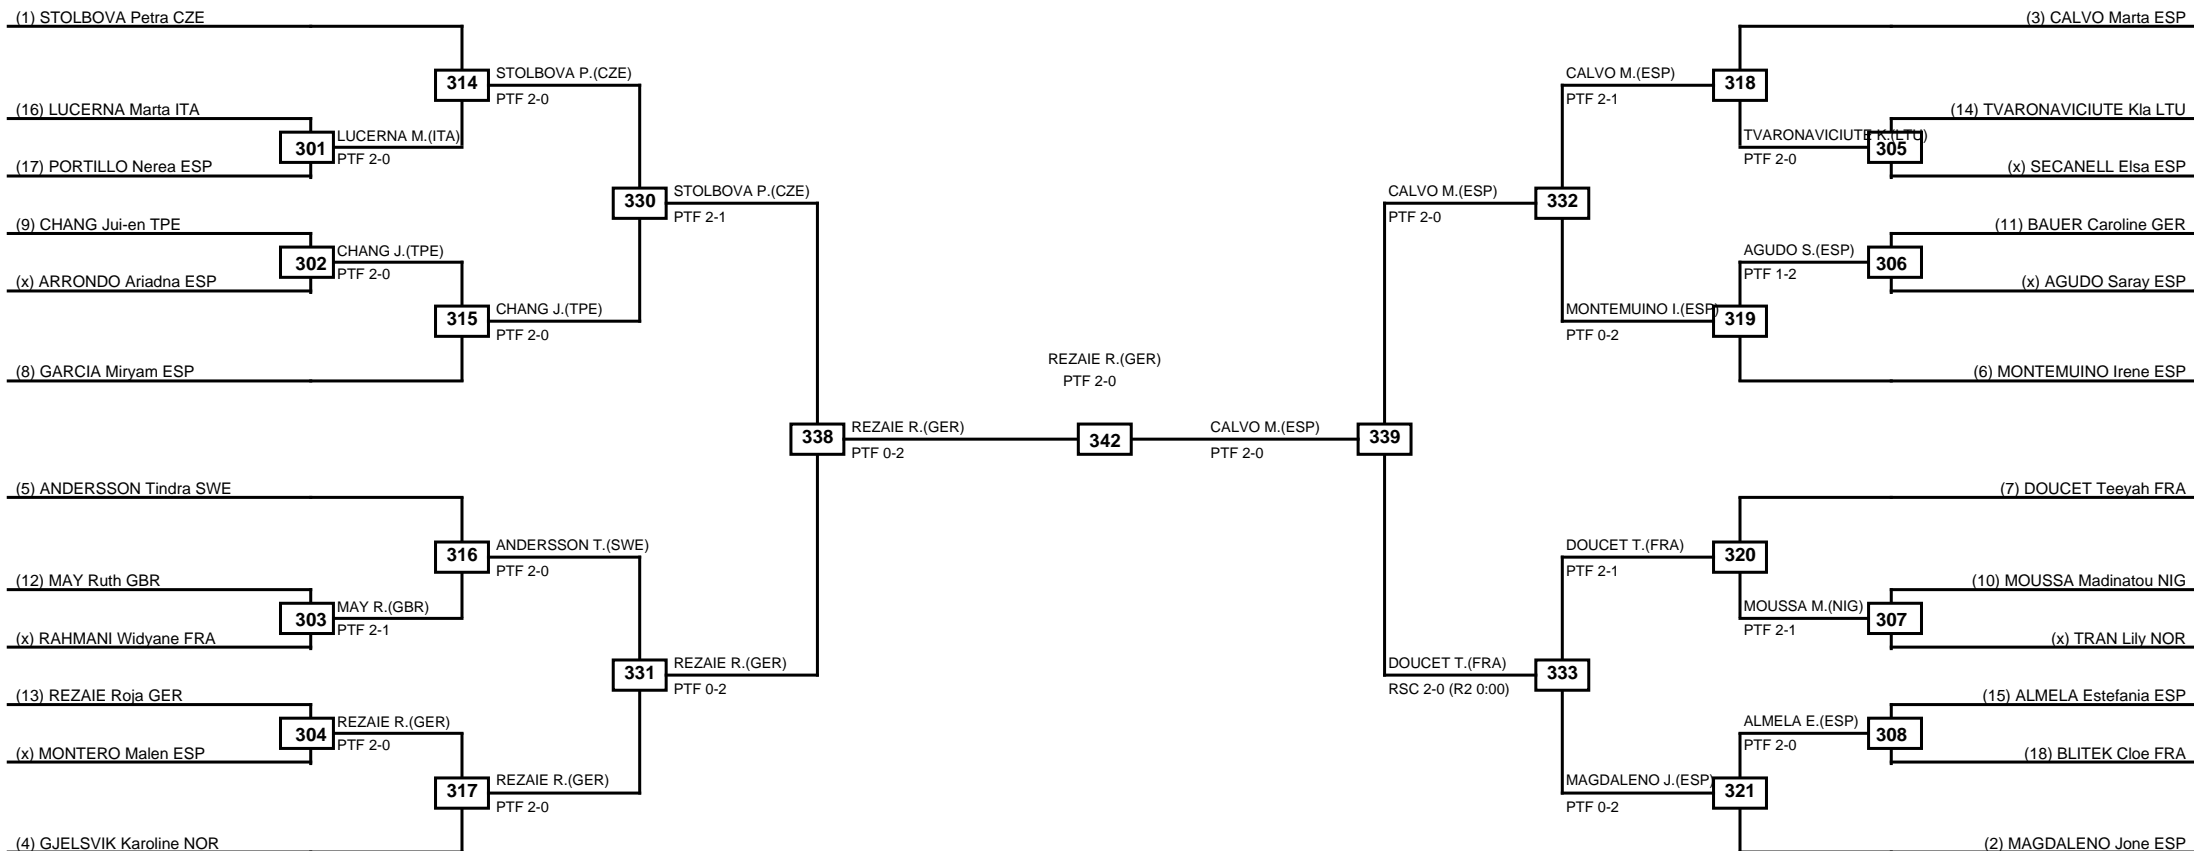 (1) STOLBOVA Petra CZE
(16) LUCERNA Marta ITA
(17) PORTILLO Nerea ESP
(9) CHANG Jui-en TPE
(x) ARRONDO Ariadna ESP
(8) GARCIA Miryam ESP
(5) ANDERSSON Tindra SWE
(12) MAY Ruth GBR
(x) RAHMANI Widyane FRA
(13) REZAIE Roja GER
(x) MONTERO Malen ESP
(4) GJELSVIK Karoline NOR
301
LUCERNA M.(ITA)
PTF 2-0
302
CHANG J.(TPE)
PTF 2-0
303
MAY R.(GBR)
PTF 2-1
304
REZAIE R.(GER)
PTF 2-0
314
STOLBOVA P.(CZE)
PTF 2-0
315
CHANG J.(TPE)
PTF 2-0
316
ANDERSSON T.(SWE)
PTF 2-0
317
REZAIE R.(GER)
PTF 2-0
330
STOLBOVA P.(CZE)
PTF 2-1
331
REZAIE R.(GER)
PTF 0-2
338
REZAIE R.(GER)
PTF 0-2
REZAIE R.(GER)
PTF 2-0
342
CALVO M.(ESP)
PTF 2-0
339
CALVO M.(ESP)
PTF 2-0
332
DOUCET T.(FRA)
RSC 2-0 (R2 0:00)
333
CALVO M.(ESP)
PTF 2-1
318
MONTEMUINO I.(ESP)
PTF 0-2
319
DOUCET T.(FRA)
PTF 2-1
320
MAGDALENO J.(ESP)
PTF 0-2
321
TVARONAVICIUTE K.(LTU)
PTF 2-0
305
AGUDO S.(ESP)
PTF 1-2
306
MOUSSA M.(NIG)
PTF 2-1
307
ALMELA E.(ESP)
PTF 2-0
308
(3) CALVO Marta ESP
(14) TVARONAVICIUTE Kla LTU
(x) SECANELL Elsa ESP
(11) BAUER Caroline GER
(x) AGUDO Saray ESP
(6) MONTEMUINO Irene ESP
(7) DOUCET Teeyah FRA
(10) MOUSSA Madinatou NIG
(x) TRAN Lily NOR
(15) ALMELA Estefania ESP
(18) BLITEK Cloe FRA
(2) MAGDALENO Jone ESP